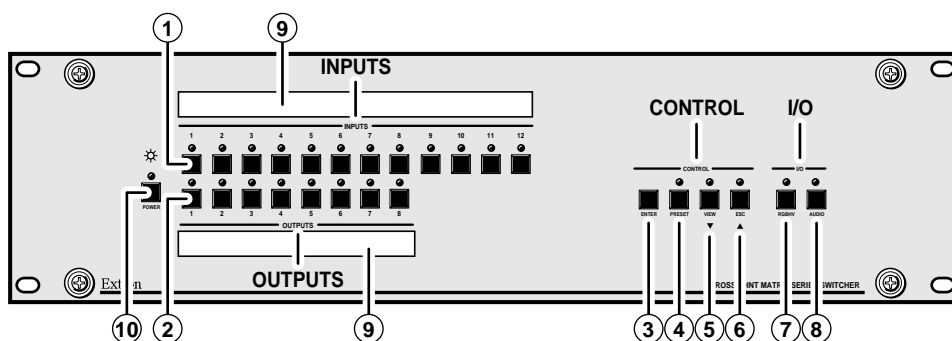 1 9
INPUTS
CONTROL I/O
INPUTS
1 2 3 4 5 6 7 8 9 10 11 12
CONTROL I/O
POWER
ENTER PRESET VIEW ESC RGBHV AUDIO
1 2 3 4 5 6 7 8
OUTPUTS
Extron OUTPUTS
MATRIX SERIES SWITCHER
10 2 9 3 4 5 6 7 8